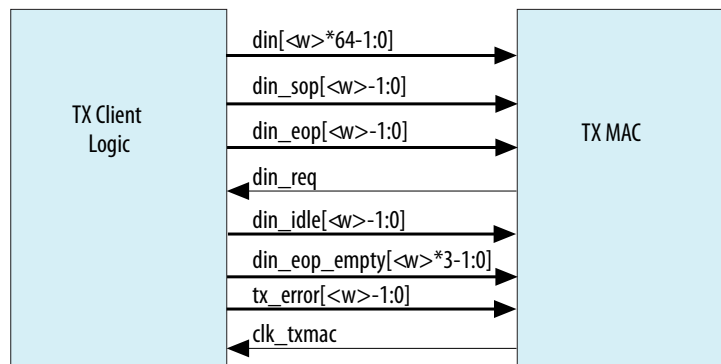 TX Client
Logic
din[<w>*64-1:0]
din_sop[<w>-1:0]
din_eop[<w>-1:0]
din_req
din_idle[<w>-1:0]
din_eop_empty[<w>*3-1:0]
tx_error[<w>-1:0]
clk_txmac
TX MAC